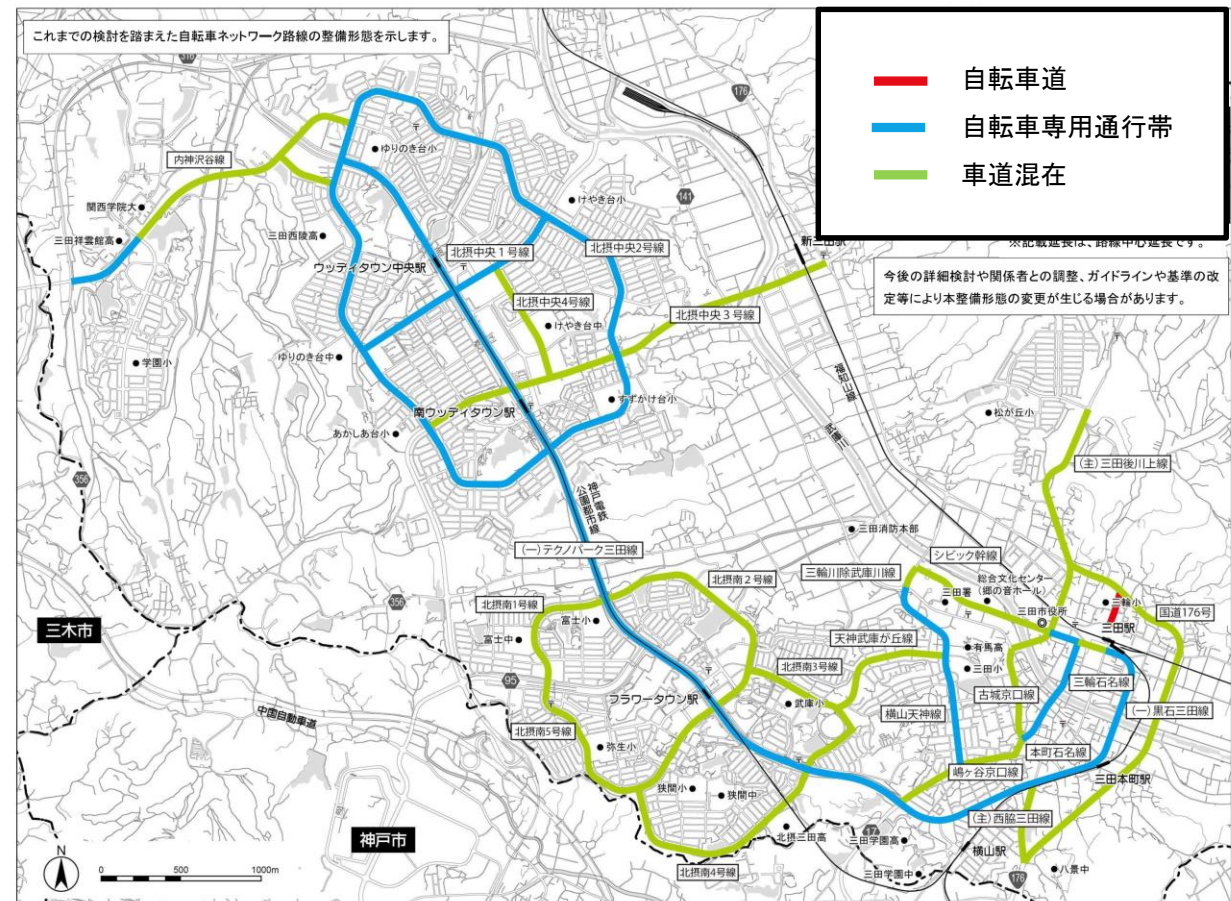 これまでの検討を踏まえた自転車ネットワーク路線の整備形態を示します。
自転車道
自転車専用通行帯
車道混在
※記載延長は、路線中心延長です。
今後の詳細検討や関係者との調整、ガイドラインや基準の改
定等により本整備形態の変更が生じる場合があります。
316
176
141
〒
ゆりのき台小
内神沢谷線
関西学院大
三田祥雲館高
けやき台小
三田西陵高
北摂中央1号線
北摂中央2号線
新三田駅
ウッディタウン中央駅
北摂中央4号線
北摂中央3号線
けやき台中
学園小
ゆりのき台中
福知山線
武庫川
すずかけ台小
南ウッディタウン駅
松が丘小
あかしあ台小
(主)三田後川上線
356
神戸電鉄
公園都市線
三田消防本部
(一)テクノパーク三田線
シビック幹線
三輪川除武庫川線
総合文化センター
(郷の音ホール)
北摂南2号線
356
北摂南1号線
三田署
三田市役所
三輪小
国道176号
三木市
富士小
富士中
天神武庫が丘線
有馬高
三田駅
三田小
北摂南3号線
95
三輪石名線
フラワータウン駅
武庫小
横山天神線
古城京口線
(一)黒石三田線
中国自動車道
北摂南5号線
弥生小
本町石名線
嶋ヶ谷京口線
三田本町駅
狭間小
狭間中
(主)西脇三田線
神戸市
北摂三田高
17
三田学園高
横山駅
北摂南4号線
三田学園中
176
八景中
N
0
500
1000m